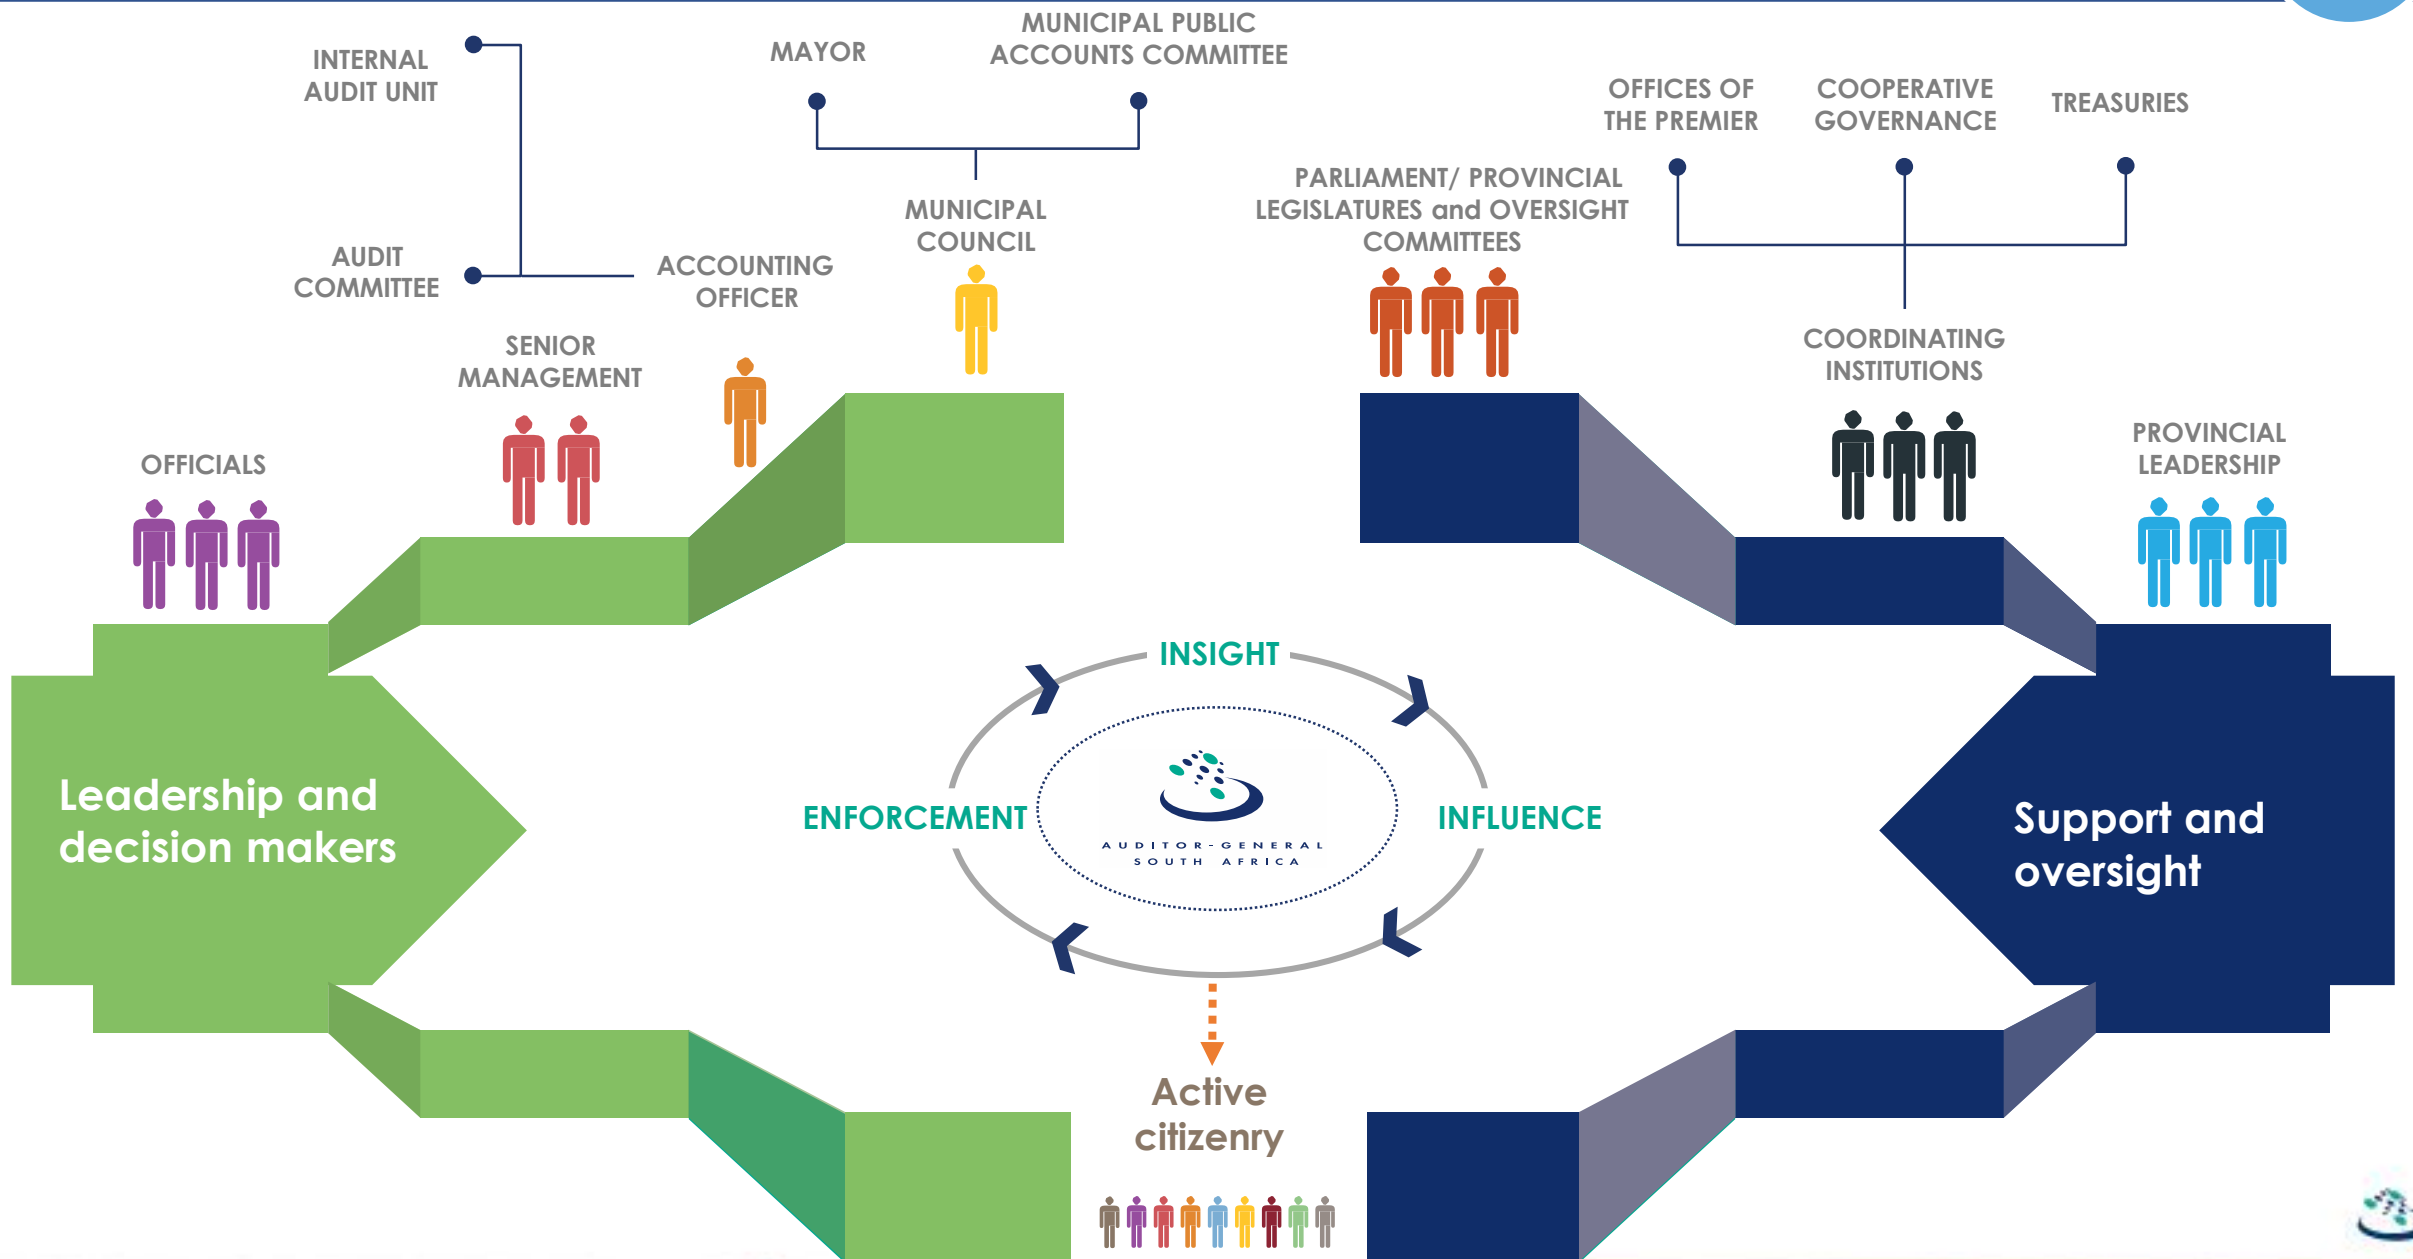 INTERNAL
AUDIT UNIT
MAYOR
MUNICIPAL PUBLIC
ACCOUNTS COMMITTEE
OFFICES OF
THE PREMIER
COOPERATIVE
GOVERNANCE
TREASURIES
AUDIT
COMMITTEE
ACCOUNTING
OFFICER
MUNICIPAL
COUNCIL
PARLIAMENT/ PROVINCIAL
LEGISLATURES and OVERSIGHT
COMMITTEES
SENIOR
MANAGEMENT
COORDINATING
INSTITUTIONS
OFFICIALS
PROVINCIAL
LEADERSHIP
INSIGHT
ENFORCEMENT
INFLUENCE
AUDITOR-GENERAL
SOUTH AFRICA
Leadership and
decision makers
Support and
oversight
Active
citizenry